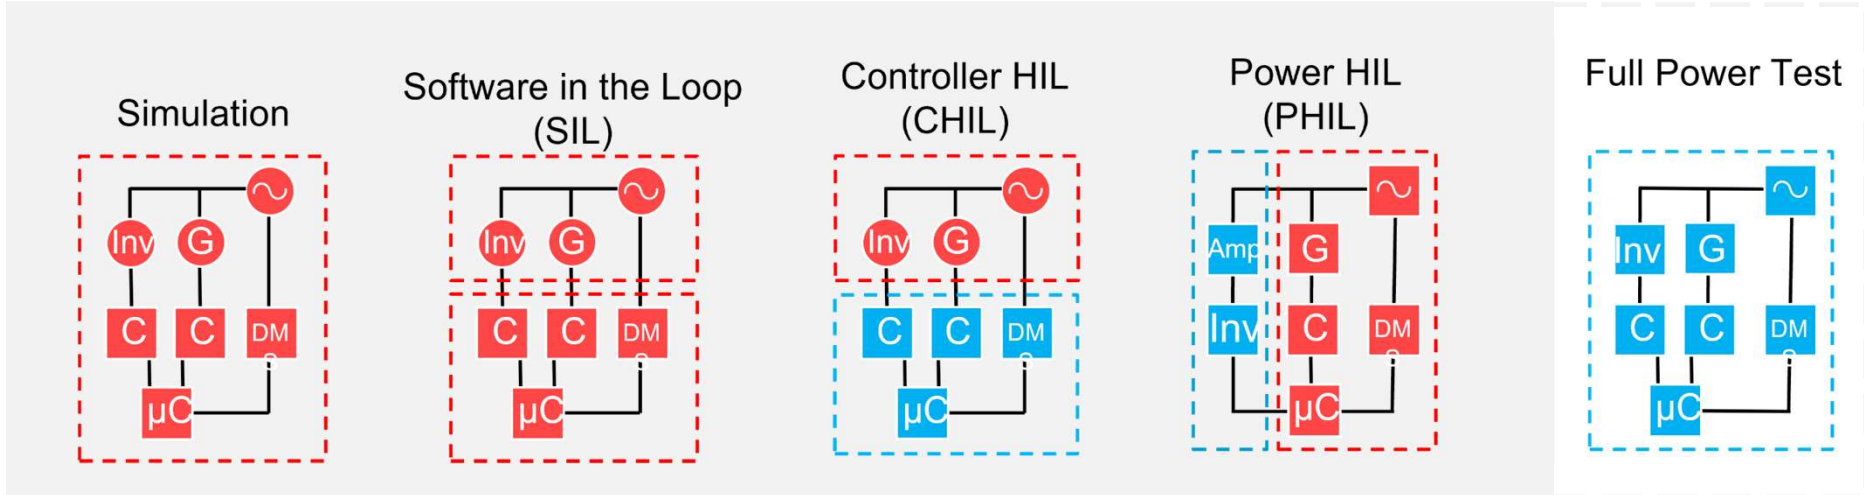 Simulation
Inv
G
C
C
DM
S
µC
Software in the Loop
(SIL)
Inv
G
C
C
DM
S
µC
Controller HIL
(CHIL)
Inv
G
C
C
DM
S
µC
Power HIL
(PHIL)
Amp
G
Inv
C
DM
S
µC
Full Power Test
Inv
G
C
C
DM
S
µC